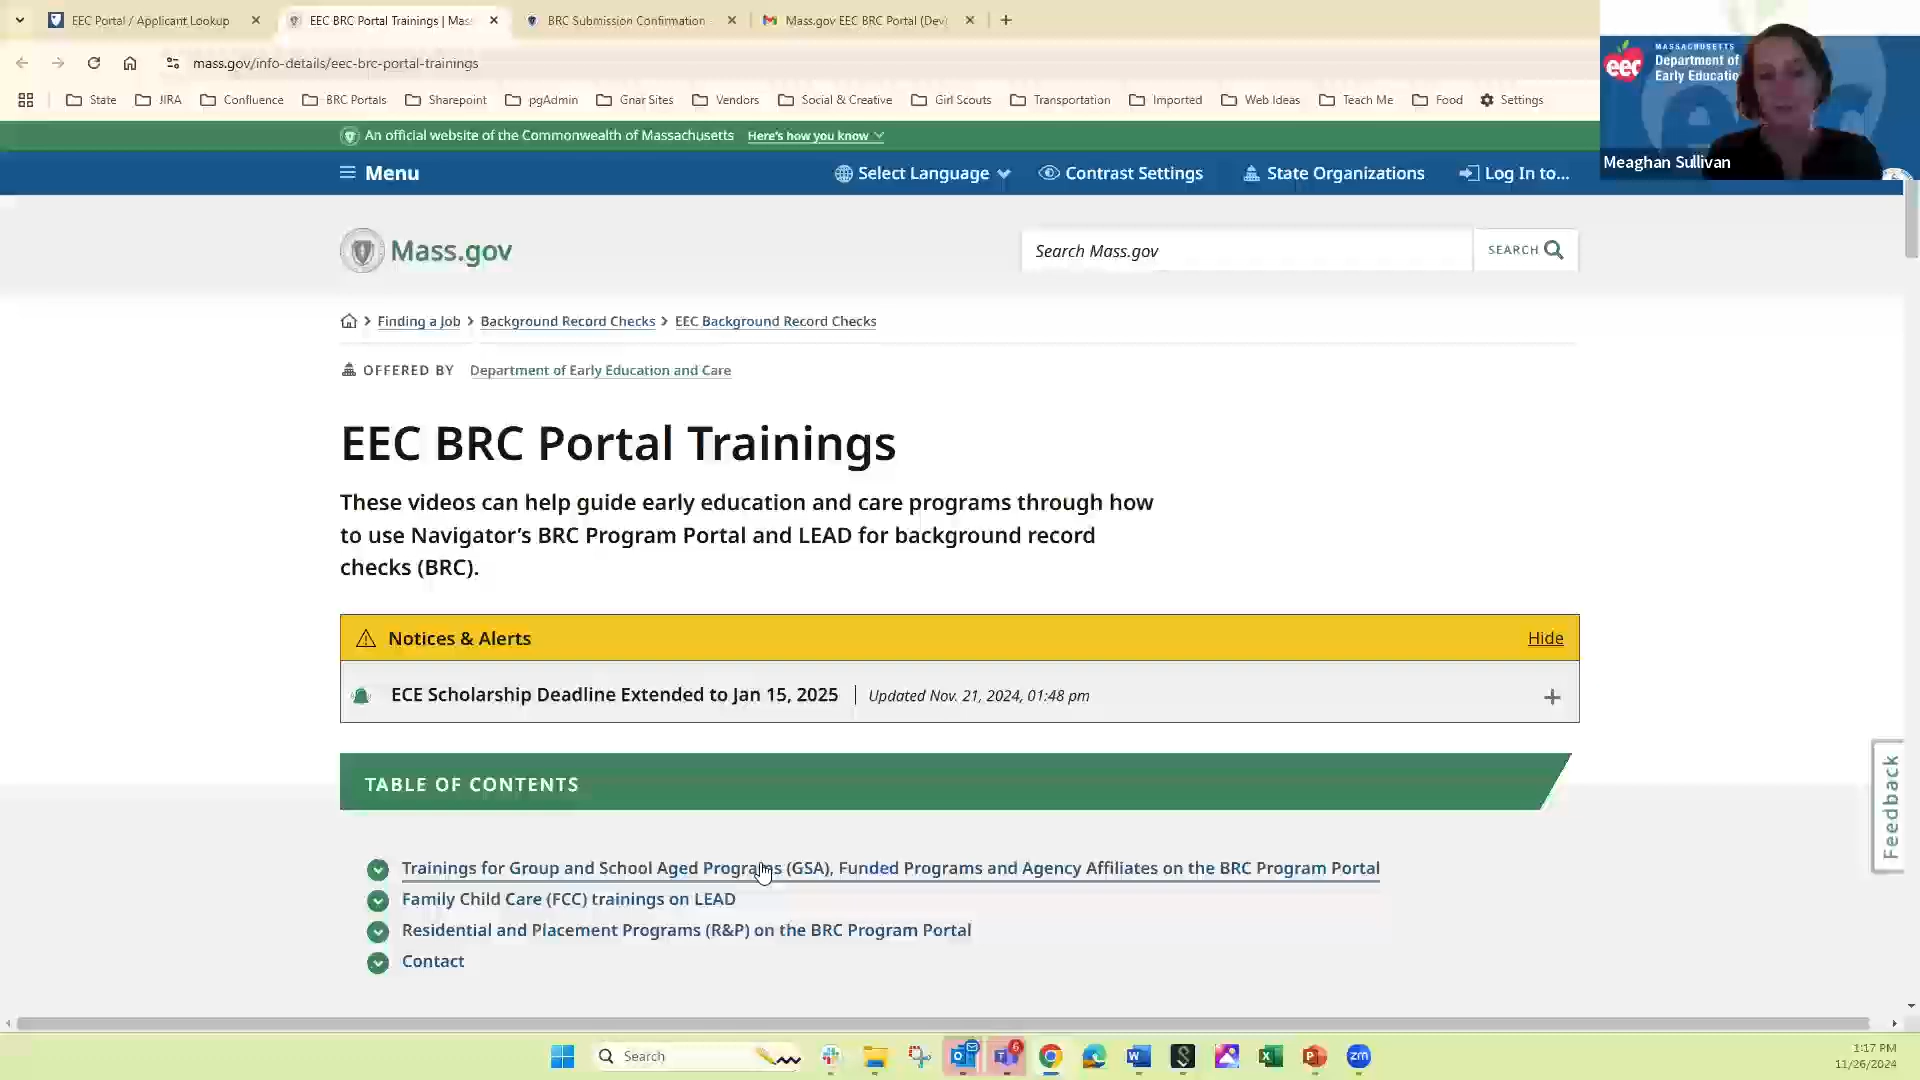 EEC Portal / Applicant Lookup
EEC BRC Portal Trainings | Mas
BRC Submission Confirmation
Mass.gov EEC BRC Portal (Dev)
mass.gov/info-details/eec-brc-portal-trainings
State JIRA Confluence BRC Portals Sharepoint pgAdmin Gnar Sites Vendors Social & Creative Girl Scouts Transportation Imported Web Ideas Teach Me Food Settings
eec
MASSACHUSETTS
Department of
Early Educatio
Meaghan Sullivan
An official website of the Commonwealth of Massachusetts Here's how you know
Menu
Select Language
Contrast Settings
State Organizations
Log In to...
Mass.gov
Search Mass.gov
SEARCH
Finding a Job > Background Record Checks > EEC Background Record Checks
OFFERED BY Department of Early Education and Care
EEC BRC Portal Trainings
These videos can help guide early education and care programs through how
to use Navigator's BRC Program Portal and LEAD for background record
checks (BRC).
Notices & Alerts
Hide
ECE Scholarship Deadline Extended to Jan 15, 2025 | Updated Nov. 21, 2024, 01:48 pm
TABLE OF CONTENTS
Trainings for Group and School Aged Programs (GSA), Funded Programs and Agency Affiliates on the BRC Program Portal
Family Child Care (FCC) trainings on LEAD
Residential and Placement Programs (R&P) on the BRC Program Portal
Contact
Feedback
Search
zm
1:17 PM
11/26/2024